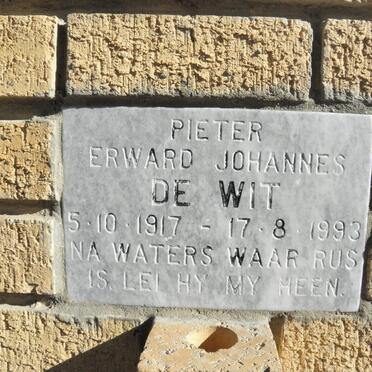 PIETER
ERWARD JOHANNES
DE WIT
5·10·1917 - 17·8·1993
NA WATERS WAAR RUS
IS, LEI HY MY HEEN.